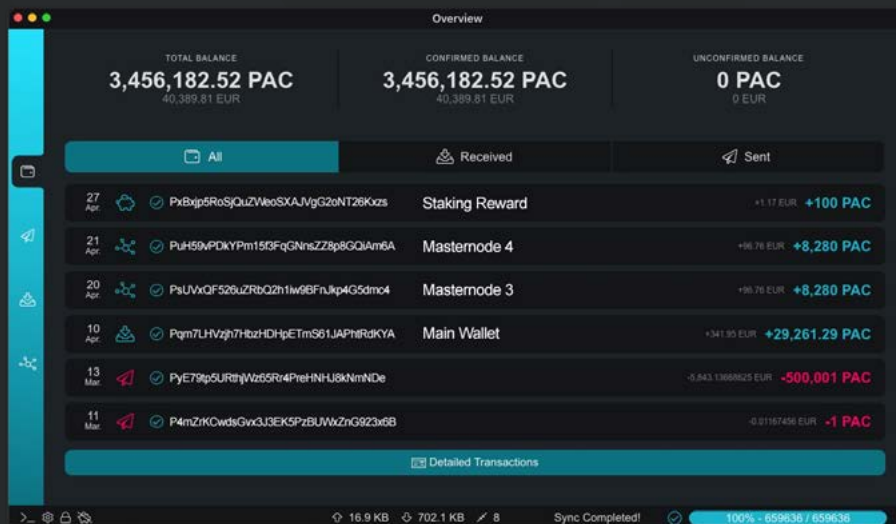 Overview
TOTAL BALANCE CONFIRMED BALANCE UNCONFIRMED BALANCE
3,456,182.52 PAC 3,456,182.52 PAC 0 PAC
40,389.81 EUR 40,389.81 EUR 0 EUR
All Received Sent
27 Apr. PxBxjp5RoSjQuZWeoSXAJVgG2oNT26Kxzs Staking Reward +1.17 EUR +100 PAC
21 Apr. PuH59vPDkYPm15f3FqGNnsZZ8p8GQiAm6A Masternode 4 +96.76 EUR +8,280 PAC
20 Apr. PsUVxQF526uZRbQ2h1iw9BFnJkp4G5dmc4 Masternode 3 +96.76 EUR +8,280 PAC
10 Apr. Pqm7LHVzjh7HbzHDHpETmS61JAPhtRdKYA Main Wallet +341.95 EUR +29,261.29 PAC
13 Mar. PyE79tp5URthjWz65Rr4PreHNHJ8kNmNDe -5,843.13668625 EUR -500,001 PAC
11 Mar. P4mZrKCwdsGvx3J3EK5PzBUWxZnG923x6B -0.01167456 EUR -1 PAC
Detailed Transactions
16.9 KB 702.1 KB 8 Sync Completed! 100% - 659636 / 659636